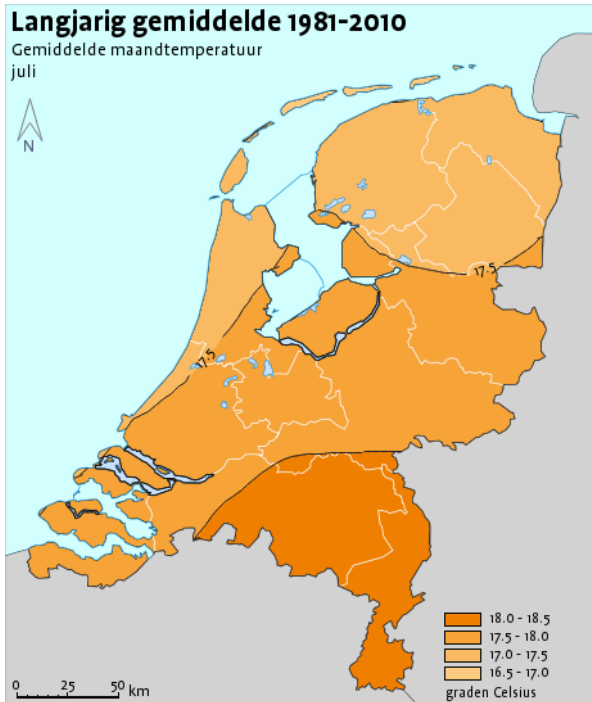 Langjarig gemiddelde 1981-2010
Gemiddelde maandtemperatuur
juli
N
17.5
17.5
18.0 - 18.5
17.5 - 18.0
17.0 - 17.5
16.5 - 17.0
graden Celsius
0 25 50 km